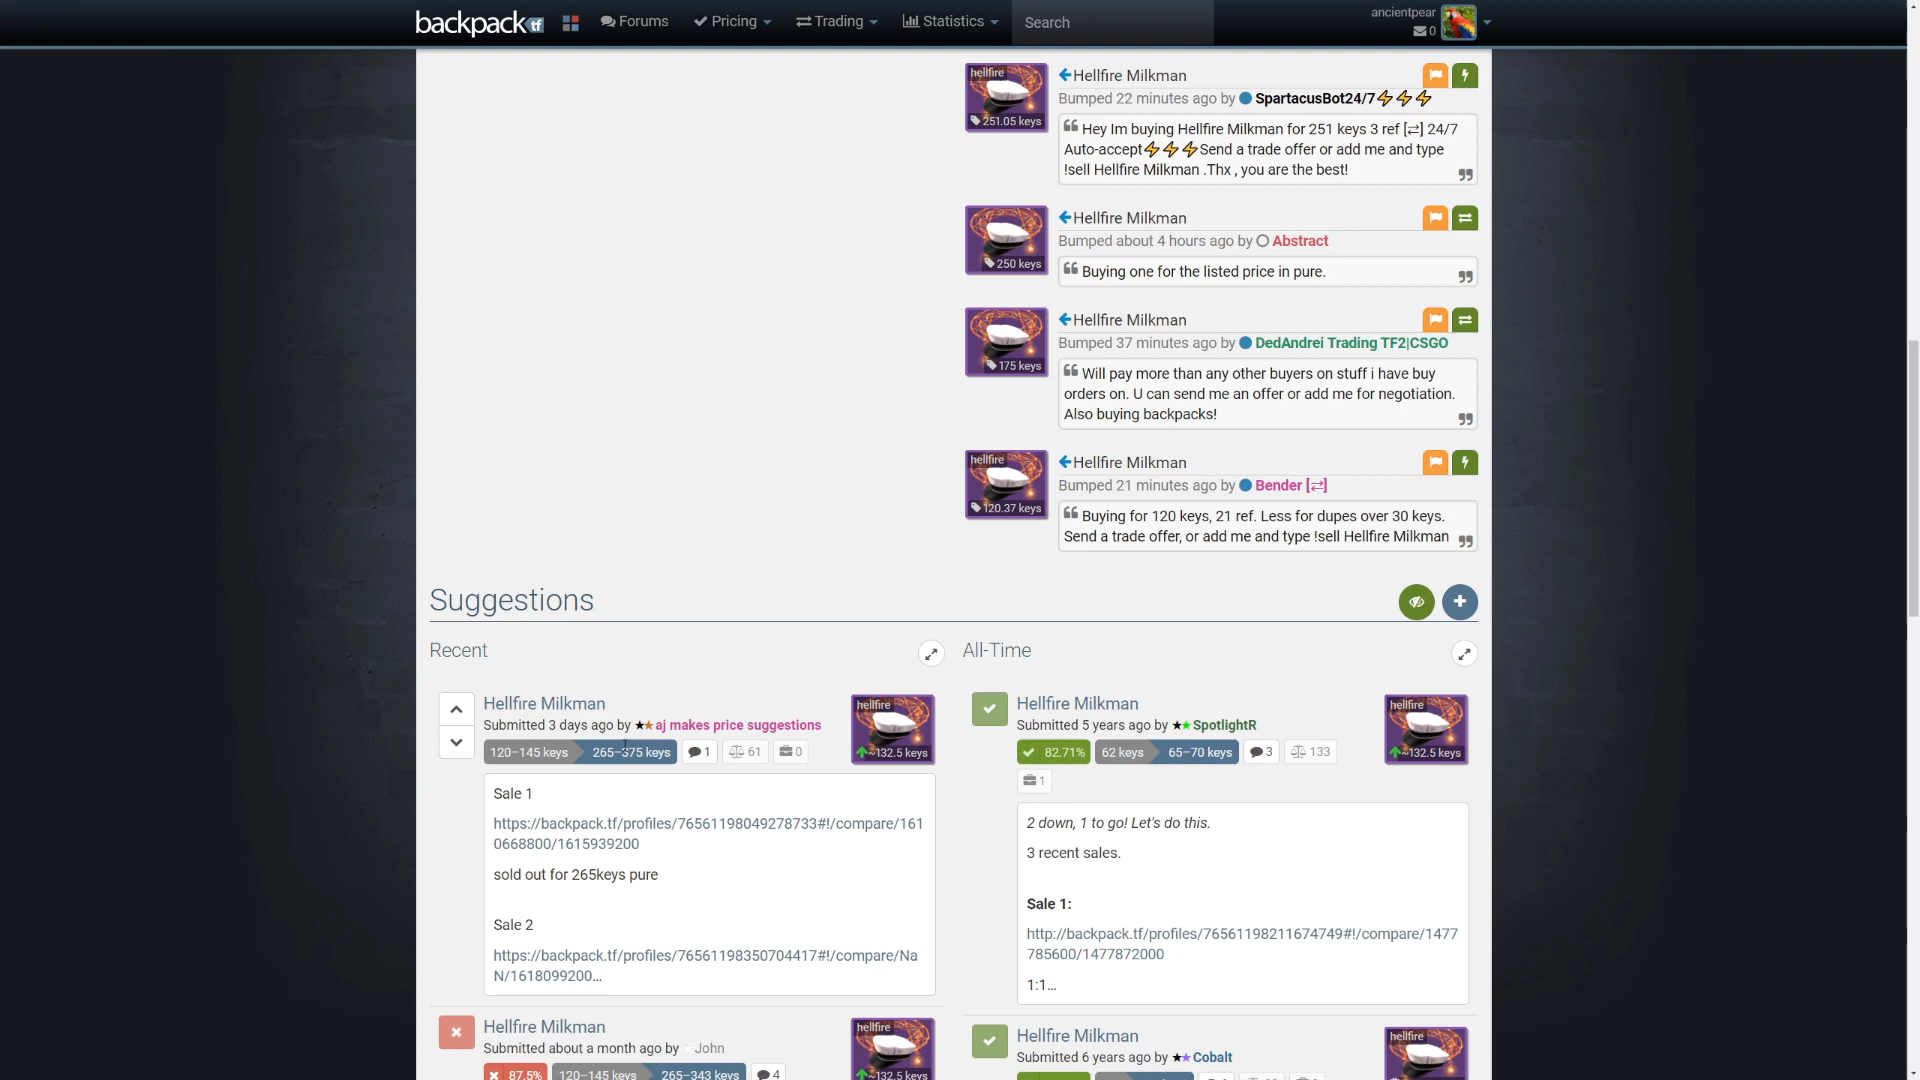 backpack tf Forums Pricing Trading Statistics Search ancientpear 0
hellfire
251.05 keys
Hellfire Milkman
Bumped 22 minutes ago by SpartacusBot24/7⚡⚡⚡
Hey Im buying Hellfire Milkman for 251 keys 3 ref [⇄] 24/7
Auto-accept⚡⚡⚡Send a trade offer or add me and type
!sell Hellfire Milkman .Thx , you are the best!
250 keys
Hellfire Milkman
Bumped about 4 hours ago by Abstract
Buying one for the listed price in pure.
175 keys
Hellfire Milkman
Bumped 37 minutes ago by DedAndrei Trading TF2|CSGO
Will pay more than any other buyers on stuff i have buy
orders on. U can send me an offer or add me for negotiation.
Also buying backpacks!
hellfire
120.37 keys
Hellfire Milkman
Bumped 21 minutes ago by Bender [⇄]
Buying for 120 keys, 21 ref. Less for dupes over 30 keys.
Send a trade offer, or add me and type !sell Hellfire Milkman
Suggestions
Recent
Hellfire Milkman
Submitted 3 days ago by ★★aj makes price suggestions
120–145 keys 265–375 keys 1 61 0
hellfire
~132.5 keys
Sale 1
https://backpack.tf/profiles/76561198049278733#!/compare/161
0668800/1615939200
sold out for 265keys pure
Sale 2
https://backpack.tf/profiles/76561198350704417#!/compare/Na
N/1618099200...
Hellfire Milkman
Submitted about a month ago by John
87.5% 120–145 keys 265–343 keys 4
hellfire
~132.5 keys
All-Time
Hellfire Milkman
Submitted 5 years ago by ★★SpotlightR
82.71% 62 keys 65–70 keys 3 133
1
hellfire
~132.5 keys
2 down, 1 to go! Let's do this.
3 recent sales.
Sale 1:
http://backpack.tf/profiles/76561198211674749#!/compare/1477
785600/1477872000
1:1...
Hellfire Milkman
Submitted 6 years ago by ★★Cobalt
hellfire